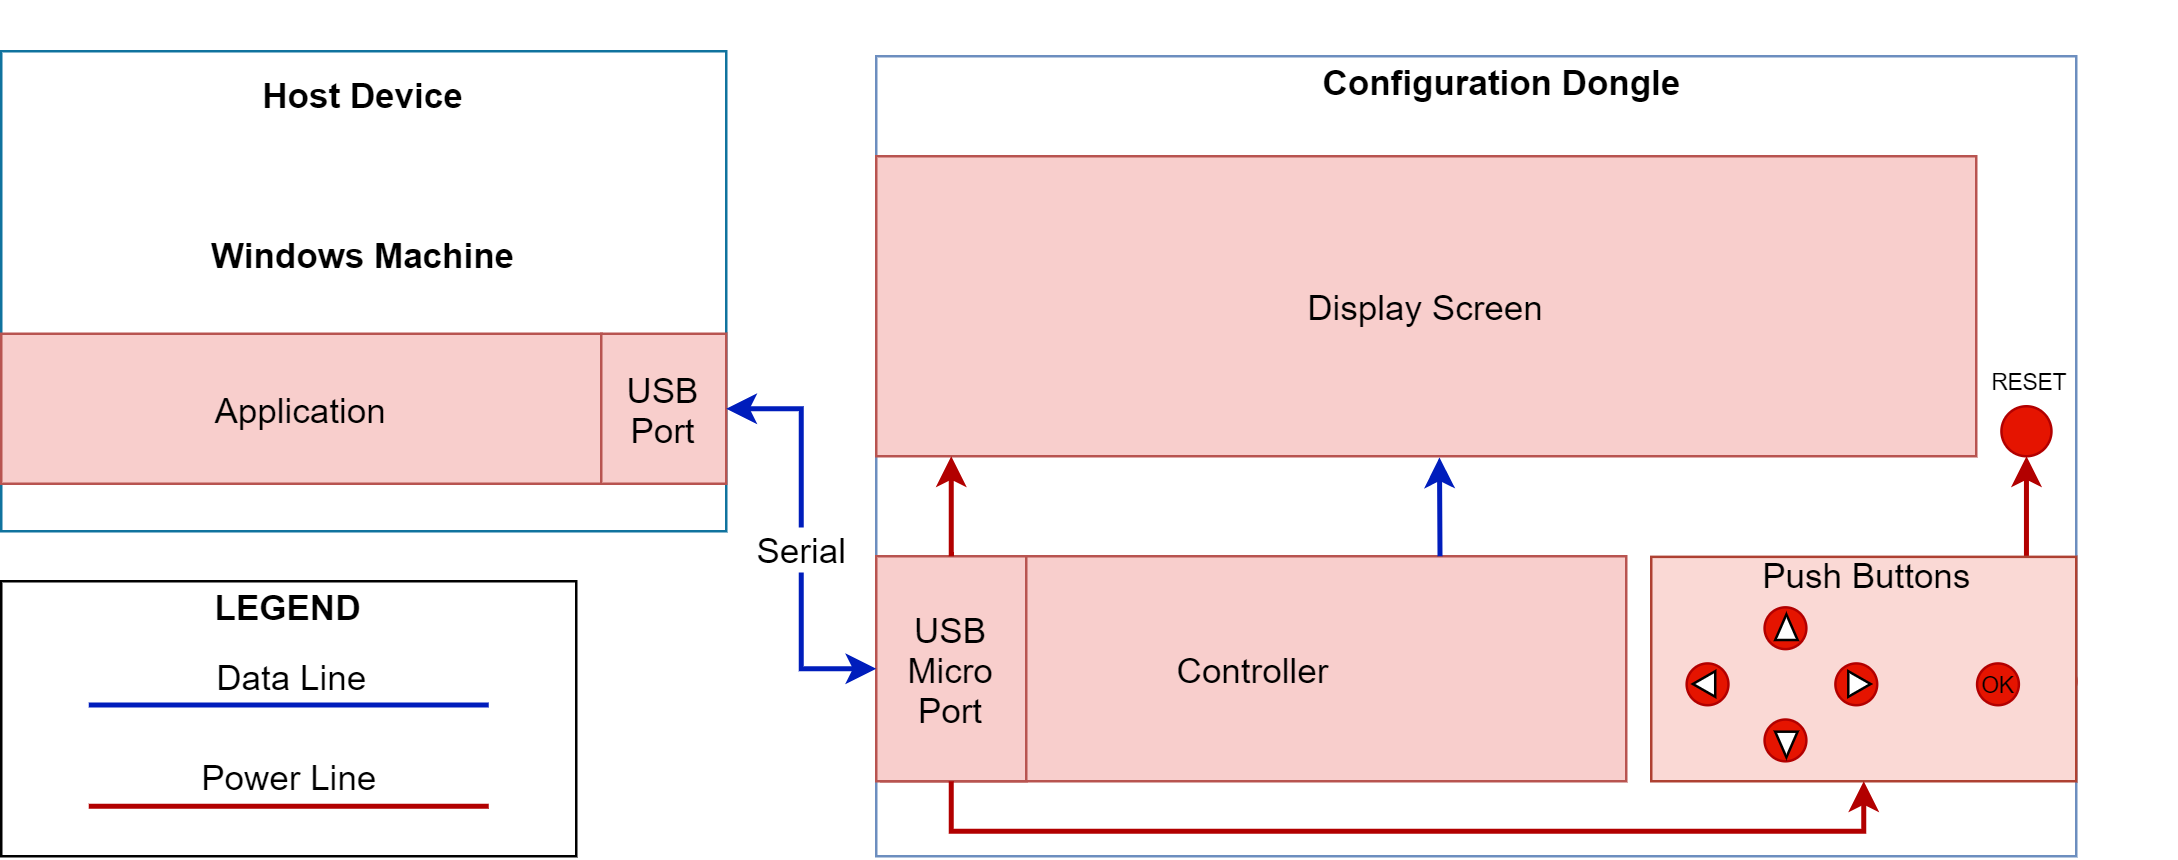 Host Device
Windows Machine
Application
USB
Port
Serial
LEGEND
Data Line
Power Line
Configuration Dongle
Display Screen
RESET
USB
Micro
Port
Controller
Push Buttons
OK